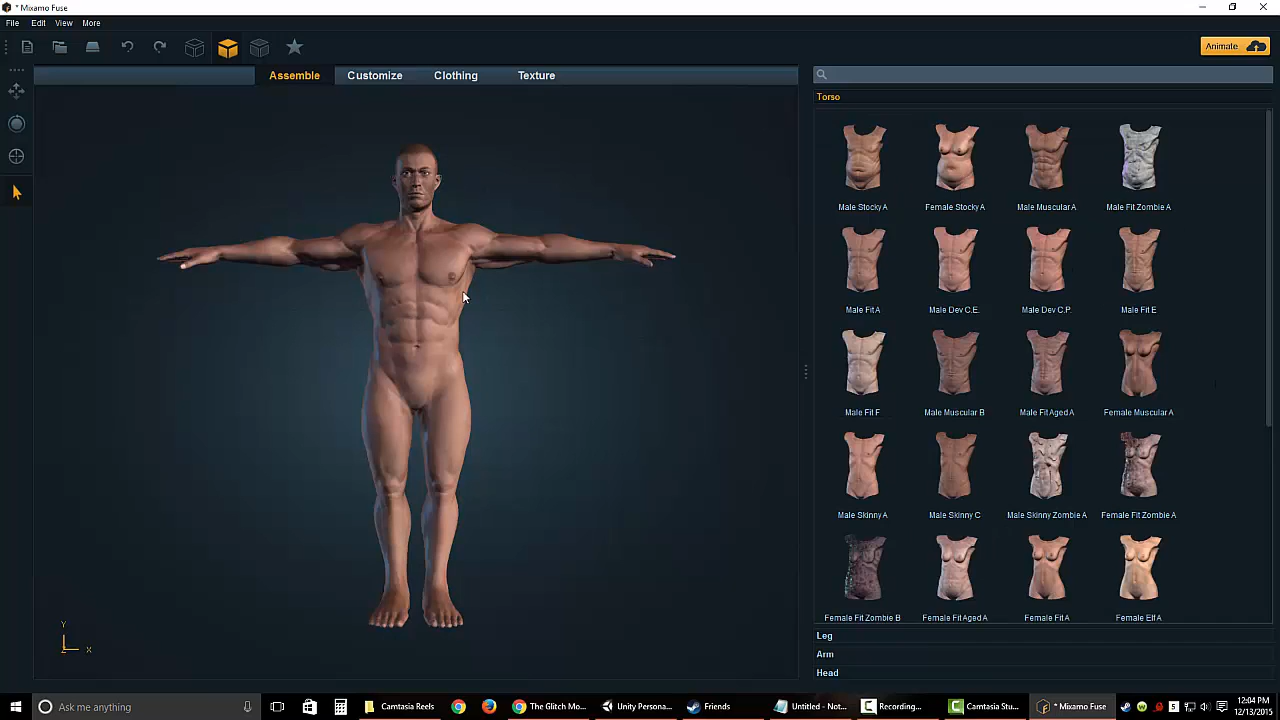 * Mixamo Fuse
File Edit View More
Animate
Assemble Customize Clothing Texture
Torso
Male Stocky A Female Stocky A Male Muscular A Male Fit Zombie A
Male Fit A Male Dev C.E. Male Dev C.P. Male Fit E
Male Fit F Male Muscular B Male Fit Aged A Female Muscular A
Male Skinny A Male Skinny C Male Skinny Zombie A Female Fit Zombie A
Female Fit Zombie B Female Fit Aged A Female Fit A Female Elf A
Leg
Arm
Head
Y
Z X
Ask me anything Camtasia Reels The Glitch Mo... Unity Persona... Friends Untitled - Not... Recording... Camtasia Stu... * Mixamo Fuse 12:04 PM
12/13/2015